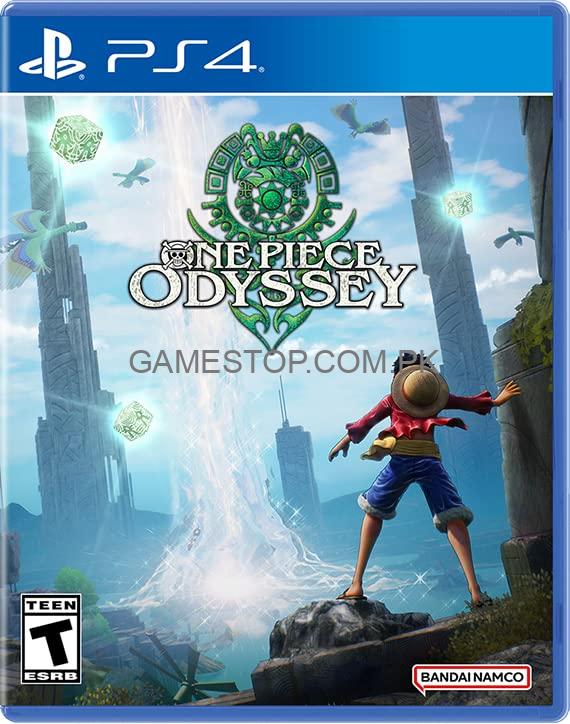 PS4
ONE PIECE
ODYSSEY
GAMESTOP.COM.PK
TEEN
T
ESRB
BANDAI NAMCO